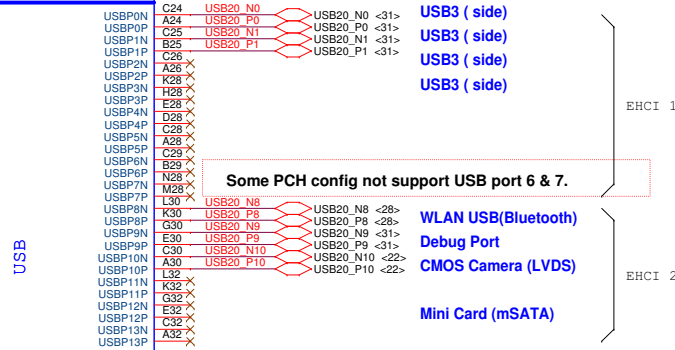 USBP0N C24 USB20_N0 USB20_N0 <31> USB3 ( side)
USBP0P A24 USB20_P0 USB20_P0 <31>
USBP1N C25 USB20_N1 USB20_N1 <31> USB3 ( side)
USBP1P B25 USB20_P1 USB20_P1 <31>
USBP2N C26 USB3 ( side)
USBP2P A26
USBP3N K28 USB3 ( side)
USBP3P H28
USBP4N E28 EHCI 1
USBP4P D28
USBP5N C28
USBP5P A28
USBP6N C29
USBP6P B29
USBP7N N28 Some PCH config not support USB port 6 & 7.
USBP7P M28
USBP8N L30 USB20_N8 USB20_N8 <28> WLAN USB(Bluetooth)
USBP8P K30 USB20_P8 USB20_P8 <28>
USBP9N G30 USB20_N9 USB20_N9 <31> Debug Port
USBP9P E30 USB20_P9 USB20_P9 <31>
USBP10N C30 USB20_N10 USB20_N10 <22> CMOS Camera (LVDS)
USBP10P A30 USB20_P10 USB20_P10 <22>
USBP11N L32 EHCI 2
USBP11P K32
USBP12N G32
USBP12P E32 Mini Card (mSATA)
USBP13N C32
USBP13P A32
USB